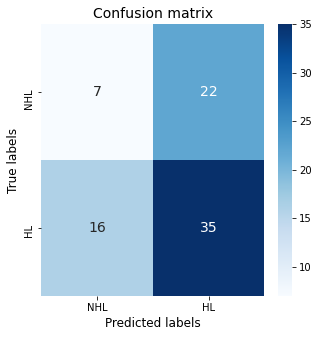 Confusion matrix
True labels
NHL
7
22
HL
16
35
NHL
HL
Predicted labels
35
30
25
20
15
10